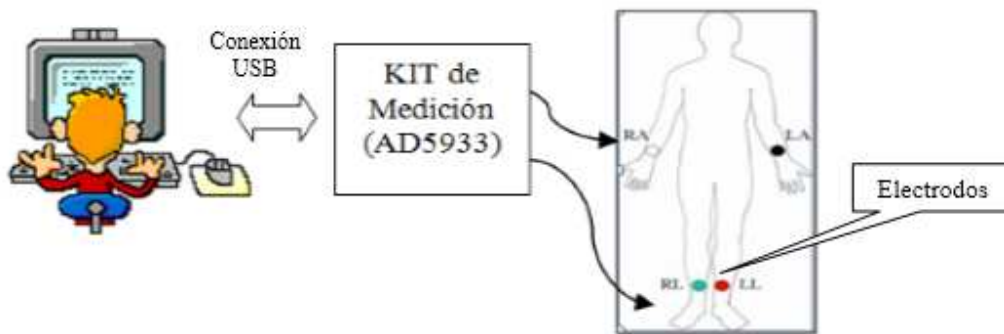 Conexión
USB
KIT de
Medición
(AD5933)
RA
LA
Electrodos
RL
LL